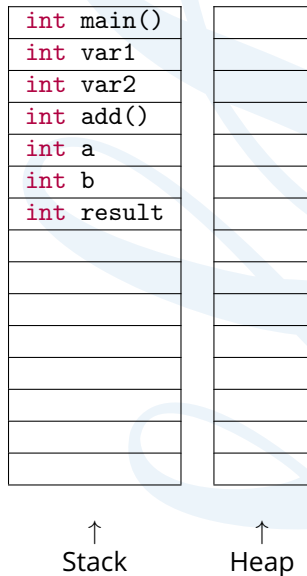 int main()
int var1
int var2
int add()
int a
int b
int result
↑ ↑
Stack Heap